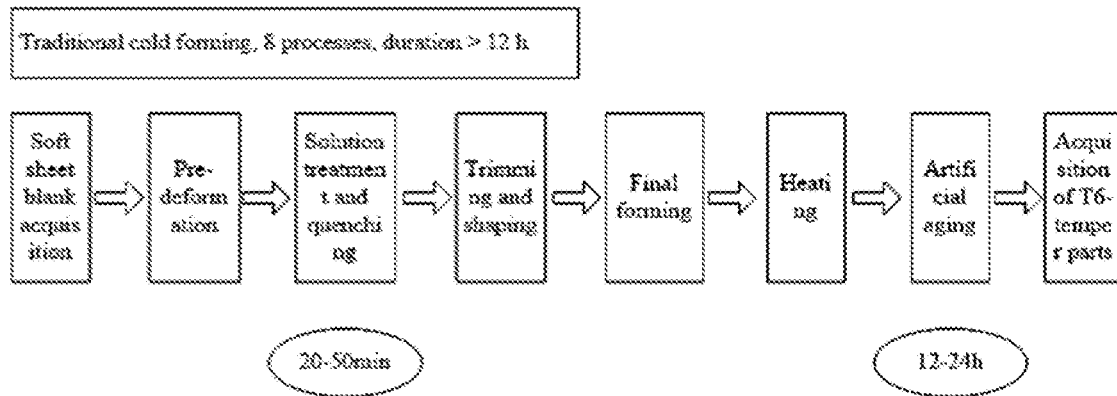 Traditional cold forming, 8 processes, duration > 12 h
Soft
sheet
blank
acquis
ition
Pre-
deform
ation
Solution
treatmen
t and
quenchi
ng
Trimmi
ng and
shaping
Final
forming
Heati
ng
Artifi
cial
aging
Acqui
sition
of T6-
tempe
r parts
20-50min
12-24h